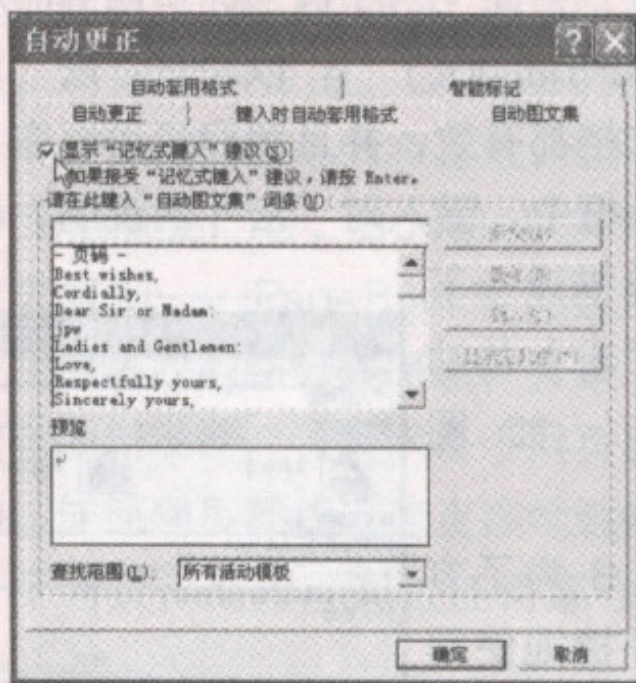 自动更正
自动套用格式 智能标记
自动更正 键入时自动套用格式 自动图文集
显示“记忆式键入”建议(S)
如果接受“记忆式键入”建议，请按 Enter。
请在此键入“自动图文集”词条(W):
- 页码 -
Best wishes,
Cordially,
Dear Sir or Madam:
jpw
Ladies and Gentlemen:
Love,
Respectfully yours,
Sincerely yours,
预览
查找范围(L): 所有活动模板
确定 取消